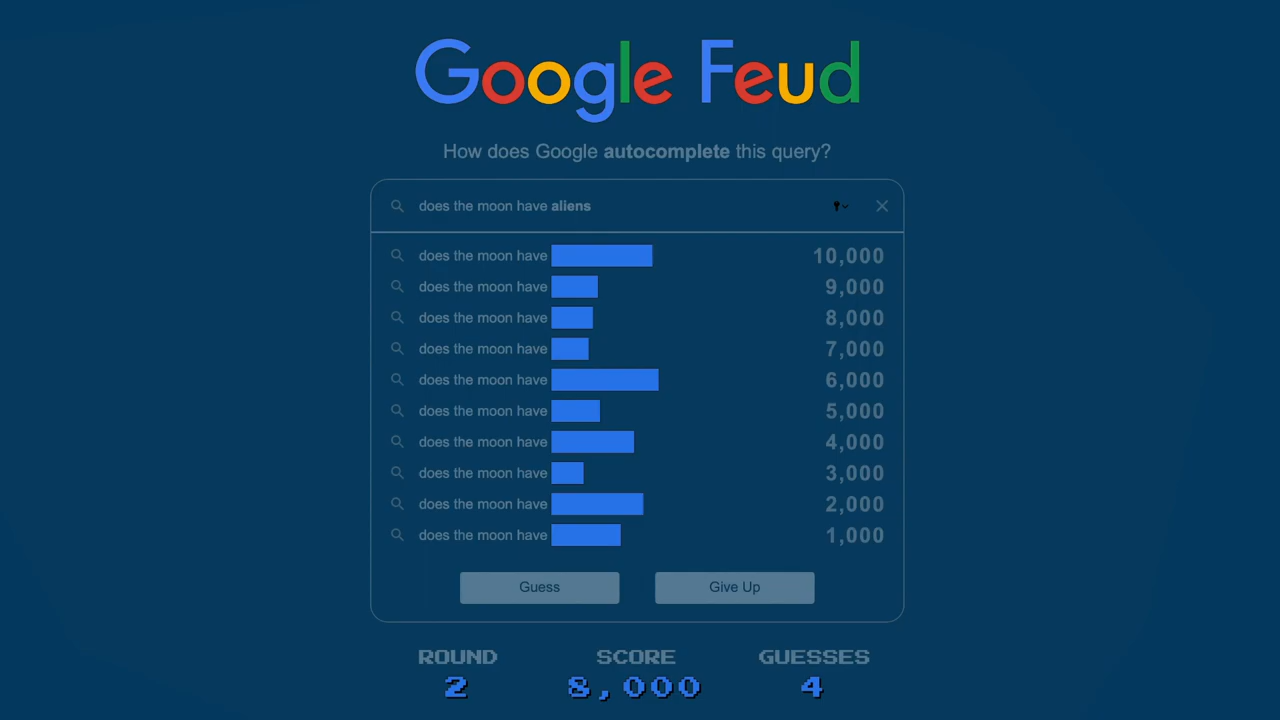 Google Feud
How does Google autocomplete this query?
does the moon have aliens
does the moon have 10,000
does the moon have 9,000
does the moon have 8,000
does the moon have 7,000
does the moon have 6,000
does the moon have 5,000
does the moon have 4,000
does the moon have 3,000
does the moon have 2,000
does the moon have 1,000
Guess Give Up
ROUND SCORE GUESSES
2 8,000 4